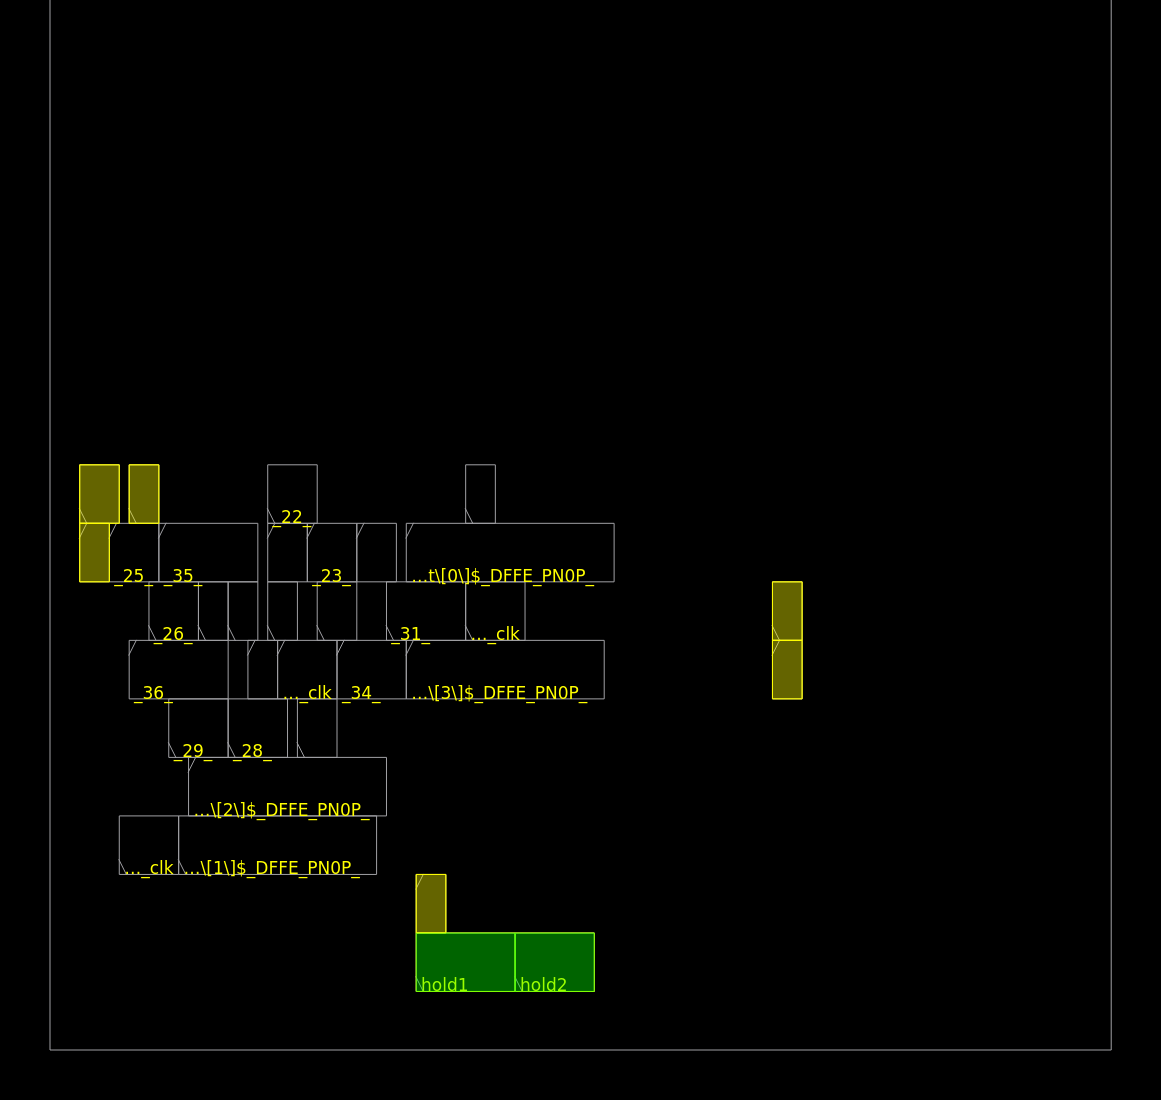 _22_
_25_ _35_ _23_ ...t\[0\]$_DFFE_PN0P_
_26_ _31_ ..._clk
_36_ ..._clk _34_ ...\[3\]$_DFFE_PN0P_
_29_ _28_
...\[2\]$_DFFE_PN0P_
..._clk ...\[1\]$_DFFE_PN0P_
hold1 hold2